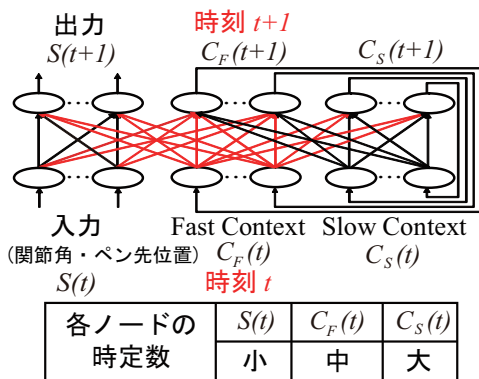 出力 時刻 t+1
S(t+1) C_F(t+1) C_S(t+1)
入力 Fast Context Slow Context
(関節角・ペン先位置) C_F(t) C_S(t)
S(t) 時刻 t
各ノードの時定数 S(t) C_F(t) C_S(t)
小 中 大